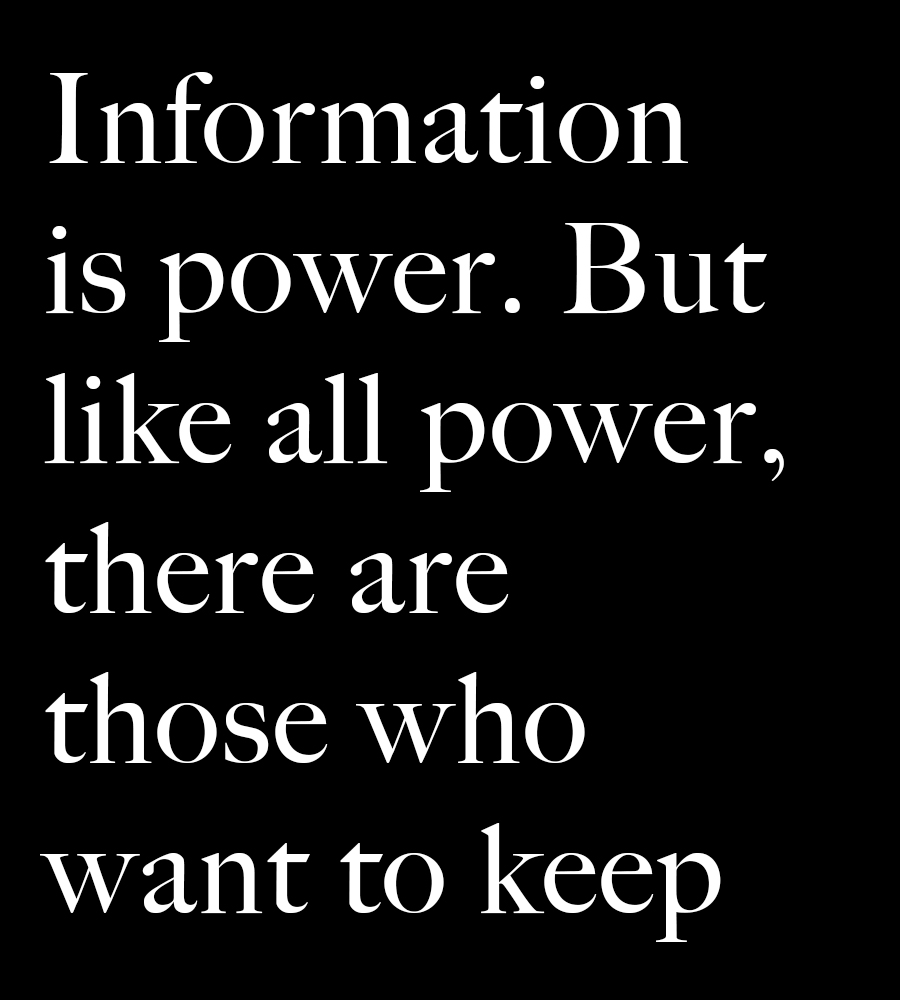 Information
is power. But
like all power,
there are
those who
want to keep